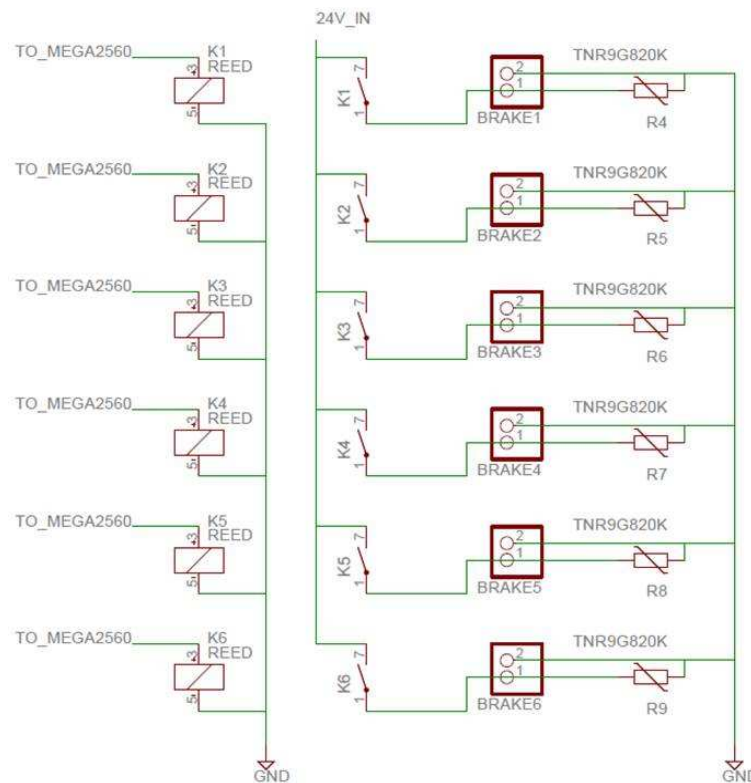 24V_IN
TO_MEGA2560 K1 REED 3 5 K1 7 1 2 1 BRAKE1 TNR9G820K R4
TO_MEGA2560 K2 REED 3 5 K2 7 1 2 1 BRAKE2 TNR9G820K R5
TO_MEGA2560 K3 REED 3 5 K3 7 1 2 1 BRAKE3 TNR9G820K R6
TO_MEGA2560 K4 REED 3 5 K4 7 1 2 1 BRAKE4 TNR9G820K R7
TO_MEGA2560 K5 REED 3 5 K5 7 1 2 1 BRAKE5 TNR9G820K R8
TO_MEGA2560 K6 REED 3 5 K6 7 1 2 1 BRAKE6 TNR9G820K R9
GND GND